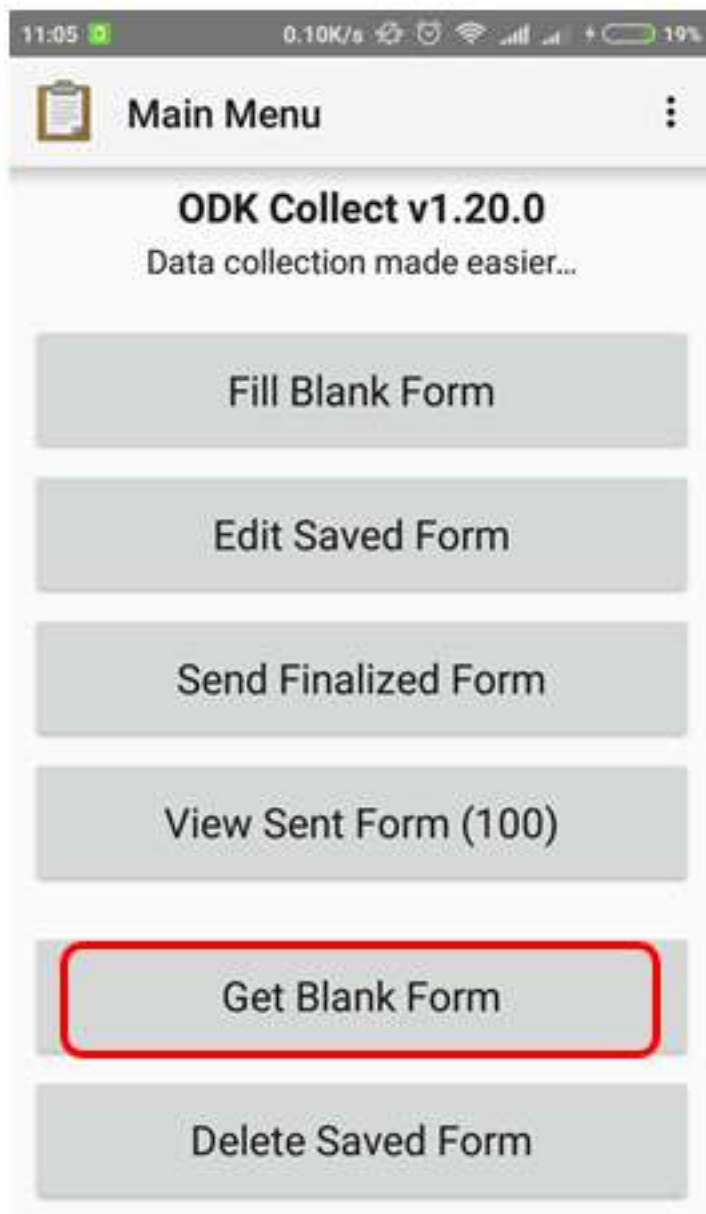 11:05 0.10K/s 19%
Main Menu
ODK Collect v1.20.0
Data collection made easier...
Fill Blank Form
Edit Saved Form
Send Finalized Form
View Sent Form (100)
Get Blank Form
Delete Saved Form